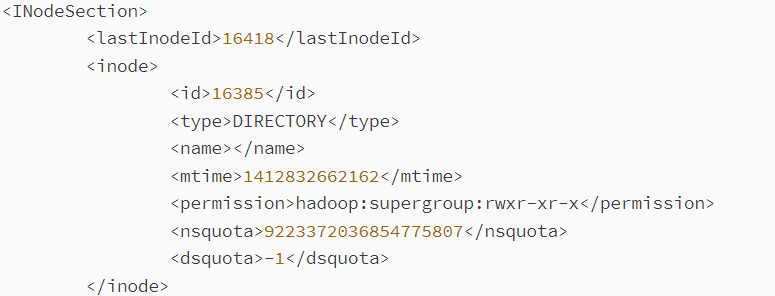 <INodeSection>
<lastInodeId>16418</lastInodeId>
<inode>
<id>16385</id>
<type>DIRECTORY</type>
<name></name>
<mtime>1412832662162</mtime>
<permission>hadoop:supergroup:rwxr-xr-x</permission>
<nsquota>9223372036854775807</nsquota>
<dsquota>-1</dsquota>
</inode>